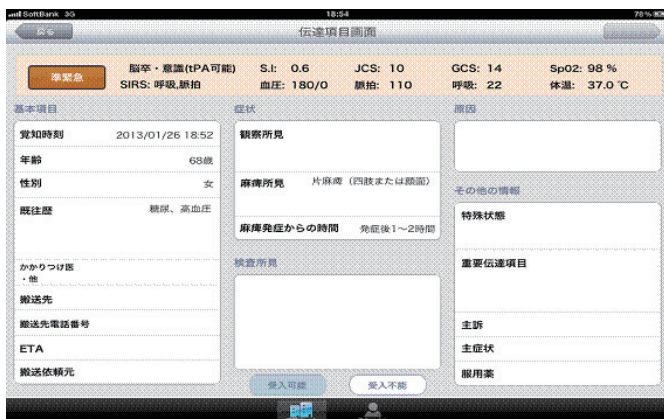 SoftBank 3G 18:54 78%
戻る 伝達項目画面
準緊急
脳卒・意識(tPA可能) S.I: 0.6 JCS: 10 GCS: 14 Sp02: 98 %
SIRS: 呼吸,脈拍 血圧: 180/0 脈拍: 110 呼吸: 22 体温: 37.0 ℃
基本項目
覚知時刻 2013/01/26 18:52
年齢 68歳
性別 女
既往歴 糖尿、高血圧
かかりつけ医
・他
搬送先
搬送先電話番号
ETA
搬送依頼元
症状
観察所見
麻痺所見 片麻痺（四肢または顔面）
麻痺発症からの時間 発症後1～2時間
検査所見
受入可能 受入不能
原因
その他の情報
特殊状態
重要伝達項目
主訴
主症状
服用薬